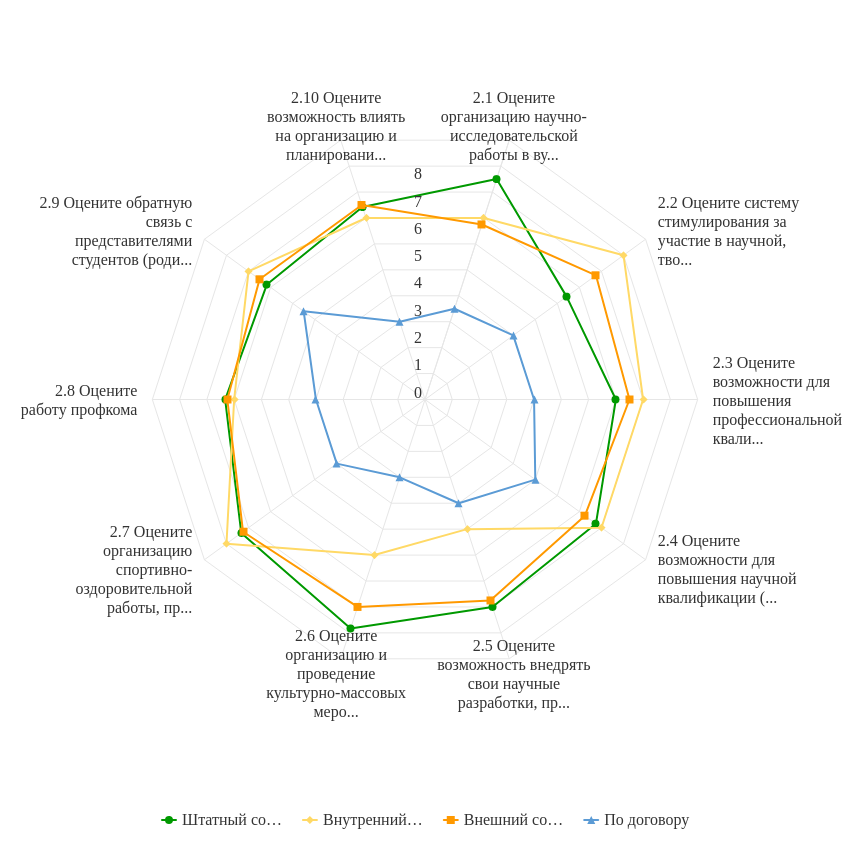 2.10 Оцените
возможность влиять
на организацию и
планировани...
2.1 Оцените
организацию научно-
исследовательской
работы в ву...
2.9 Оцените обратную
связь с
представителями
студентов (роди...
2.2 Оцените систему
стимулирования за
участие в научной,
тво...
8
7
6
5
4
3
2
1
0
2.8 Оцените
работу профкома
2.3 Оцените
возможности для
повышения
профессиональной
квали...
2.7 Оцените
организацию
спортивно-
оздоровительной
работы, пр...
2.4 Оцените
возможности для
повышения научной
квалификации (...
2.6 Оцените
организацию и
проведение
культурно-массовых
меро...
2.5 Оцените
возможность внедрять
свои научные
разработки, пр...
Штатный со… Внутренний… Внешний со… По договору